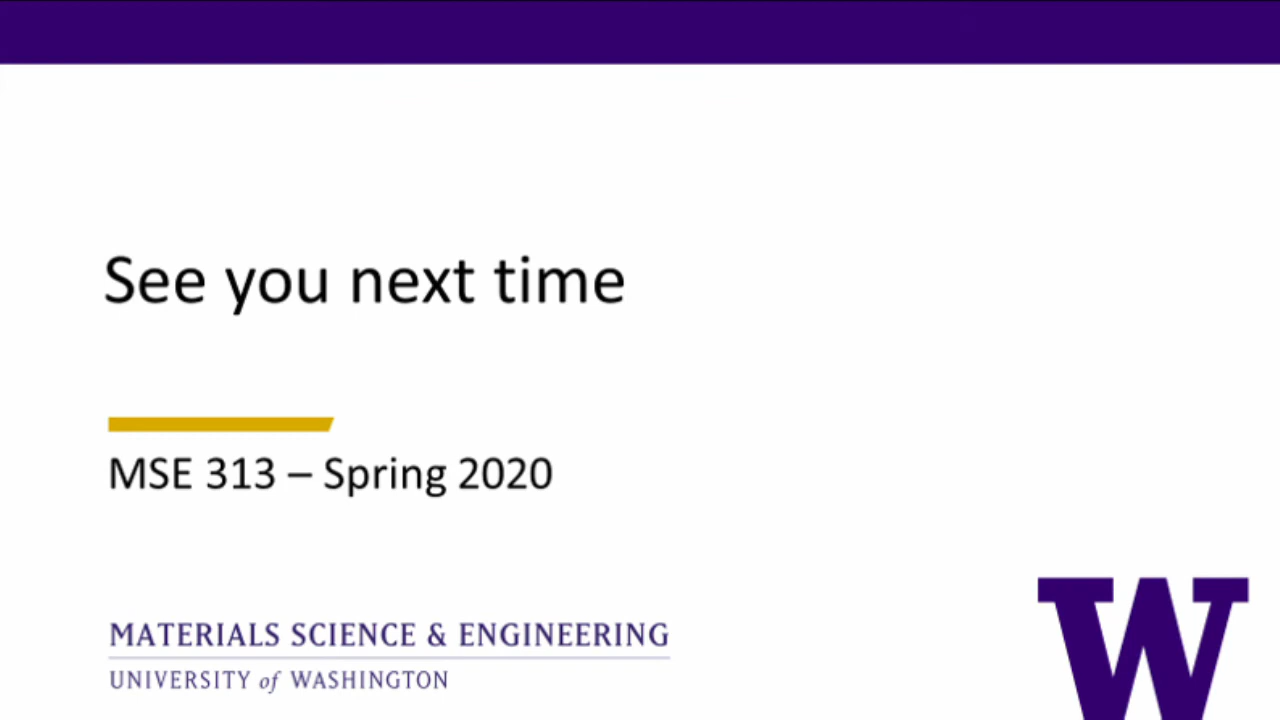 See you next time
MSE 313 – Spring 2020
MATERIALS SCIENCE & ENGINEERING
UNIVERSITY of WASHINGTON
W